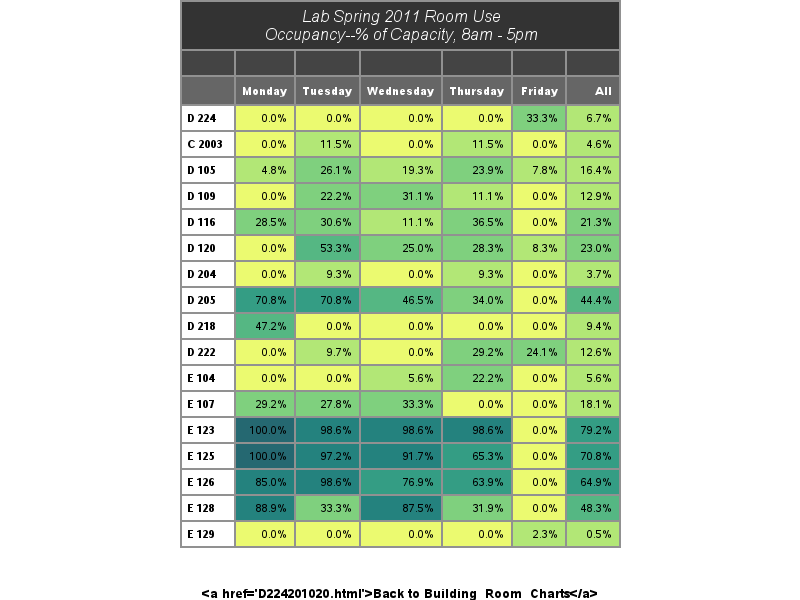 Lab Spring 2011 Room Use
Occupancy--% of Capacity, 8am - 5pm
Monday Tuesday Wednesday Thursday Friday All
D 224 0.0% 0.0% 0.0% 0.0% 33.3% 6.7%
C 2003 0.0% 11.5% 0.0% 11.5% 0.0% 4.6%
D 105 4.8% 26.1% 19.3% 23.9% 7.8% 16.4%
D 109 0.0% 22.2% 31.1% 11.1% 0.0% 12.9%
D 116 28.5% 30.6% 11.1% 36.5% 0.0% 21.3%
D 120 0.0% 53.3% 25.0% 28.3% 8.3% 23.0%
D 204 0.0% 9.3% 0.0% 9.3% 0.0% 3.7%
D 205 70.8% 70.8% 46.5% 34.0% 0.0% 44.4%
D 218 47.2% 0.0% 0.0% 0.0% 0.0% 9.4%
D 222 0.0% 9.7% 0.0% 29.2% 24.1% 12.6%
E 104 0.0% 0.0% 5.6% 22.2% 0.0% 5.6%
E 107 29.2% 27.8% 33.3% 0.0% 0.0% 18.1%
E 123 100.0% 98.6% 98.6% 98.6% 0.0% 79.2%
E 125 100.0% 97.2% 91.7% 65.3% 0.0% 70.8%
E 126 85.0% 98.6% 76.9% 63.9% 0.0% 64.9%
E 128 88.9% 33.3% 87.5% 31.9% 0.0% 48.3%
E 129 0.0% 0.0% 0.0% 0.0% 2.3% 0.5%
<a href='D224201020.html'>Back to Building_Room_Charts</a>